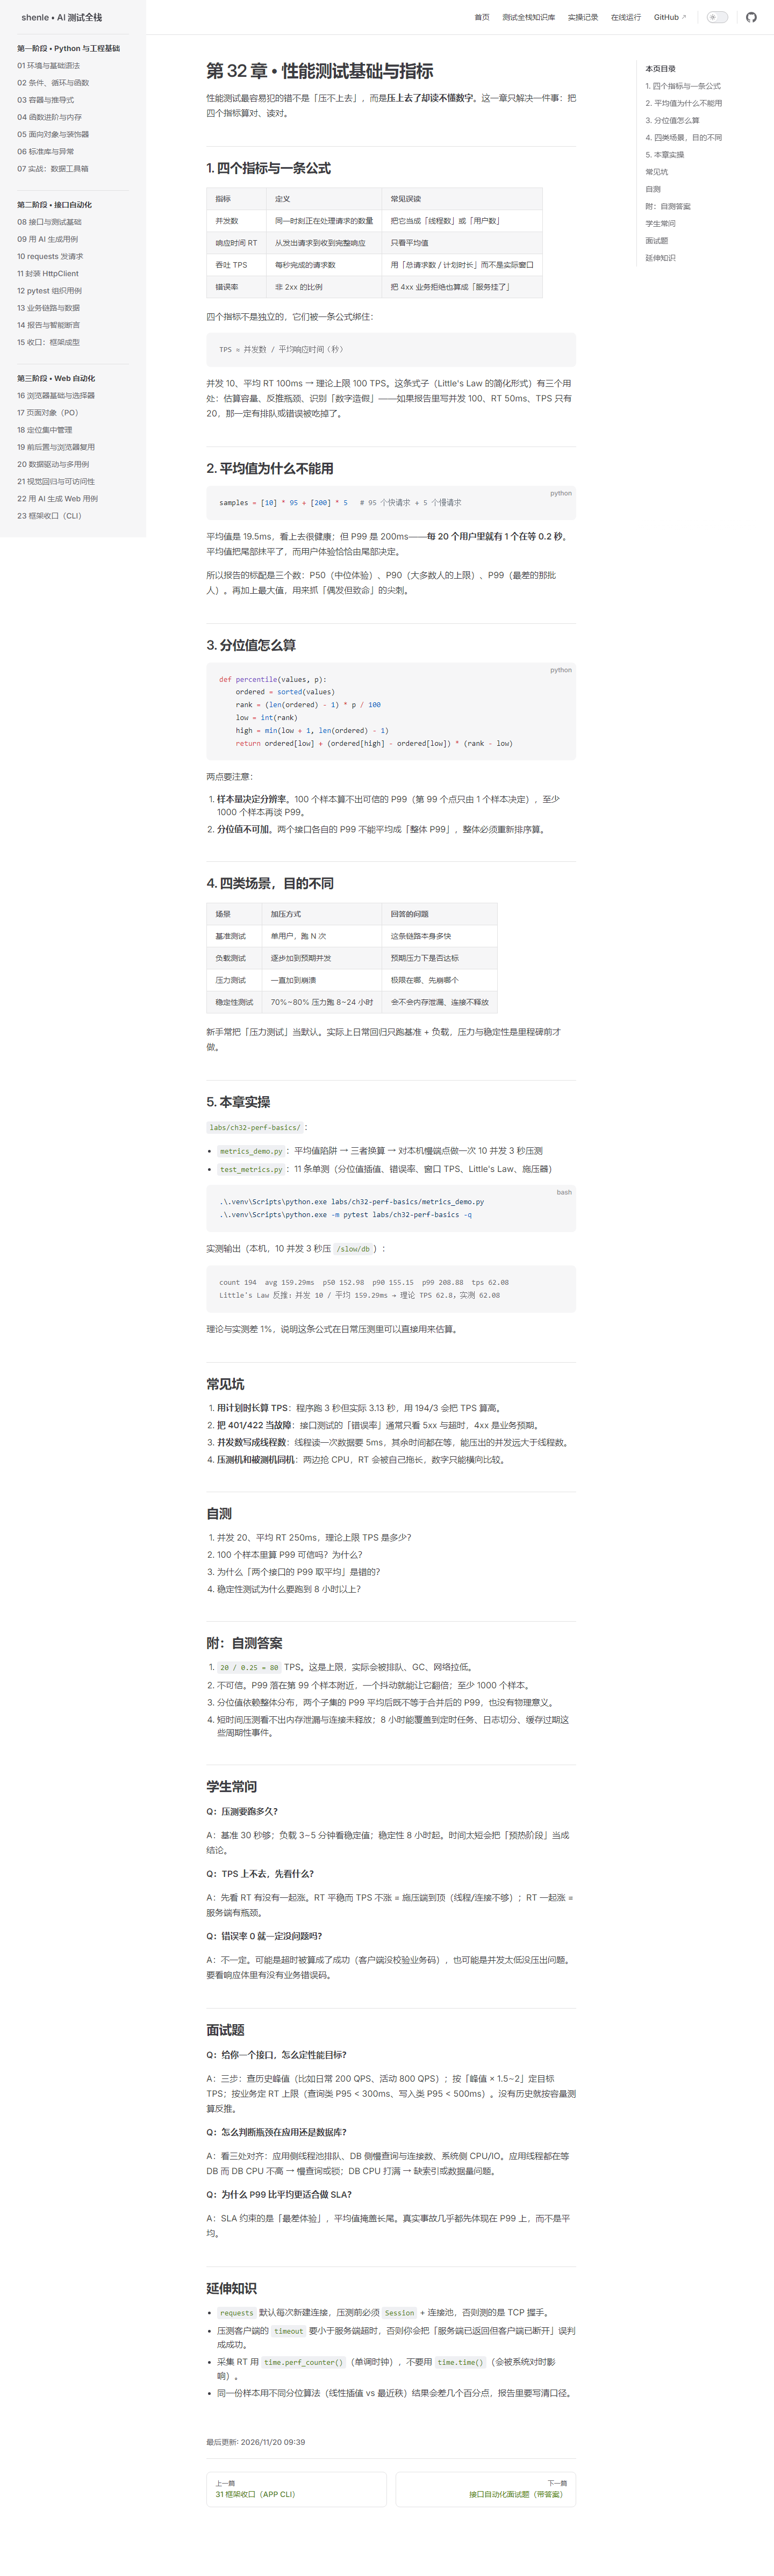 shenle • AI 测试全栈
首页 测试全栈知识库 实操记录 在线运行 GitHub ↗
第一阶段 • Python 与工程基础
01 环境与基础语法
02 条件、循环与函数
03 容器与推导式
04 函数进阶与内存
05 面向对象与装饰器
06 标准库与异常
07 实战：数据工具箱
第二阶段 • 接口自动化
08 接口与测试基础
09 用 AI 生成用例
10 requests 发请求
11 封装 HttpClient
12 pytest 组织用例
13 业务链路与数据
14 报告与智能断言
15 收口：框架成型
第三阶段 • Web 自动化
16 浏览器基础与选择器
17 页面对象（PO）
18 定位集中管理
19 前后置与浏览器复用
20 数据驱动与多用例
21 视觉回归与可访问性
22 用 AI 生成 Web 用例
23 框架收口（CLI）
第 32 章 • 性能测试基础与指标
性能测试最容易犯的错不是「压不上去」，而是压上去了却读不懂数字。这一章只解决一件事：把
四个指标算对、读对。
1. 四个指标与一条公式
指标 定义 常见误读
并发数 同一时刻正在处理请求的数量 把它当成「线程数」或「用户数」
响应时间 RT 从发出请求到收到完整响应 只看平均值
吞吐 TPS 每秒完成的请求数 用「总请求数 / 计划时长」而不是实际窗口
错误率 非 2xx 的比例 把 4xx 业务拒绝也算成「服务挂了」
四个指标不是独立的，它们被一条公式绑住：
TPS = 并发数 / 平均响应时间（秒）
并发 10、平均 RT 100ms → 理论上限 100 TPS。这条式子（Little's Law 的简化形式）有三个用
处：估算容量、反推瓶颈、识别「数字造假」——如果报告里写并发 100、RT 50ms、TPS 只有
20，那一定有排队或错误被吃掉了。
2. 平均值为什么不能用
python
samples = [10] * 95 + [200] * 5 # 95 个快请求 + 5 个慢请求
平均值是 19.5ms，看上去很健康；但 P99 是 200ms——每 20 个用户里就有 1 个在等 0.2 秒。
平均值把尾部抹平了，而用户体验恰恰由尾部决定。
所以报告的标配是三个数：P50（中位体验）、P90（大多数人的上限）、P99（最差的那批
人）。再加上最大值，用来抓「偶发但致命」的尖刺。
3. 分位值怎么算
python
def percentile(values, p):
ordered = sorted(values)
rank = (len(ordered) - 1) * p / 100
low = int(rank)
high = min(low + 1, len(ordered) - 1)
return ordered[low] + (ordered[high] - ordered[low]) * (rank - low)
两点要注意：
1. 样本量决定分辨率。100 个样本算不出可信的 P99（第 99 个点只由 1 个样本决定），至少
1000 个样本再谈 P99。
2. 分位值不可加。两个接口各自的 P99 不能平均成「整体 P99」，整体必须重新排序算。
4. 四类场景，目的不同
场景 加压方式 回答的问题
基准测试 单用户，跑 N 次 这条链路本身多快
负载测试 逐步加到预期并发 预期压力下是否达标
压力测试 一直加到崩溃 极限在哪、先崩哪个
稳定性测试 70%~80% 压力跑 8~24 小时 会不会内存泄漏、连接不释放
新手常把「压力测试」当默认。实际上日常回归只跑基准 + 负载，压力与稳定性是里程碑前才
做。
5. 本章实操
labs/ch32-perf-basics/ ：
• metrics_demo.py ：平均值陷阱 → 三者换算 → 对本机慢端点做一次 10 并发 3 秒压测
• test_metrics.py ：11 条单测（分位值插值、错误率、窗口 TPS、Little's Law、施压器）
bash
.\.venv\Scripts\python.exe labs/ch32-perf-basics/metrics_demo.py
.\.venv\Scripts\python.exe -m pytest labs/ch32-perf-basics -q
实测输出（本机，10 并发 3 秒压 /slow/db ）：
count 194 avg 159.29ms p50 152.98 p90 155.15 p99 208.88 tps 62.08
Little's Law 反推：并发 10 / 平均 159.29ms → 理论 TPS 62.8，实测 62.08
理论与实测差 1%，说明这条公式在日常压测里可以直接用来估算。
常见坑
1. 用计划时长算 TPS：程序跑 3 秒但实际 3.13 秒，用 194/3 会把 TPS 算高。
2. 把 401/422 当故障：接口测试的「错误率」通常只看 5xx 与超时，4xx 是业务预期。
3. 并发数写成线程数：线程读一次数据要 5ms，其余时间都在等，能压出的并发远大于线程数。
4. 压测机和被测机同机：两边抢 CPU，RT 会被自己拖长，数字只能横向比较。
自测
1. 并发 20、平均 RT 250ms，理论上限 TPS 是多少？
2. 100 个样本里算 P99 可信吗？为什么？
3. 为什么「两个接口的 P99 取平均」是错的？
4. 稳定性测试为什么要跑到 8 小时以上？
附：自测答案
1. 20 / 0.25 = 80 TPS。这是上限，实际会被排队、GC、网络拉低。
2. 不可信。P99 落在第 99 个样本附近，一个抖动就能让它翻倍；至少 1000 个样本。
3. 分位值依赖整体分布，两个子集的 P99 平均后既不等于合并后的 P99，也没有物理意义。
4. 短时间压测看不出内存泄漏与连接未释放；8 小时能覆盖到定时任务、日志切分、缓存过期这
些周期性事件。
学生常问
Q：压测要跑多久？
A：基准 30 秒够；负载 3~5 分钟看稳定值；稳定性 8 小时起。时间太短会把「预热阶段」当成
结论。
Q：TPS 上不去，先看什么？
A：先看 RT 有没有一起涨。RT 平稳而 TPS 不涨 = 施压端到顶（线程/连接不够）；RT 一起涨 =
服务端有瓶颈。
Q：错误率 0 就一定没问题吗？
A：不一定。可能是超时被算成了成功（客户端没校验业务码），也可能是并发太低没压出问题。
要看响应体里有没有业务错误码。
面试题
Q：给你一个接口，怎么定性能目标？
A：三步：查历史峰值（比如日常 200 QPS、活动 800 QPS）；按「峰值 × 1.5~2」定目标
TPS；按业务定 RT 上限（查询类 P95 < 300ms、写入类 P95 < 500ms）。没有历史就按容量测
算反推。
Q：怎么判断瓶颈在应用还是数据库？
A：看三处对齐：应用侧线程池排队、DB 侧慢查询与连接数、系统侧 CPU/IO。应用线程都在等
DB 而 DB CPU 不高 → 慢查询或锁；DB CPU 打满 → 缺索引或数据量问题。
Q：为什么 P99 比平均更适合做 SLA？
A：SLA 约束的是「最差体验」，平均值掩盖长尾。真实事故几乎都先体现在 P99 上，而不是平
均。
延伸知识
• requests 默认每次新建连接，压测前必须 Session + 连接池，否则测的是 TCP 握手。
• 压测客户端的 timeout 要小于服务端超时，否则你会把「服务端已返回但客户端已断开」误判
成成功。
• 采集 RT 用 time.perf_counter() （单调时钟），不要用 time.time() （会被系统对时影
响）。
• 同一份样本用不同分位算法（线性插值 vs 最近秩）结果会差几个百分点，报告里要写清口径。
最后更新: 2026/11/20 09:39
上一篇
31 框架收口（APP CLI）
下一篇
接口自动化面试题（带答案）
本页目录
1. 四个指标与一条公式
2. 平均值为什么不能用
3. 分位值怎么算
4. 四类场景，目的不同
5. 本章实操
常见坑
自测
附：自测答案
学生常问
面试题
延伸知识